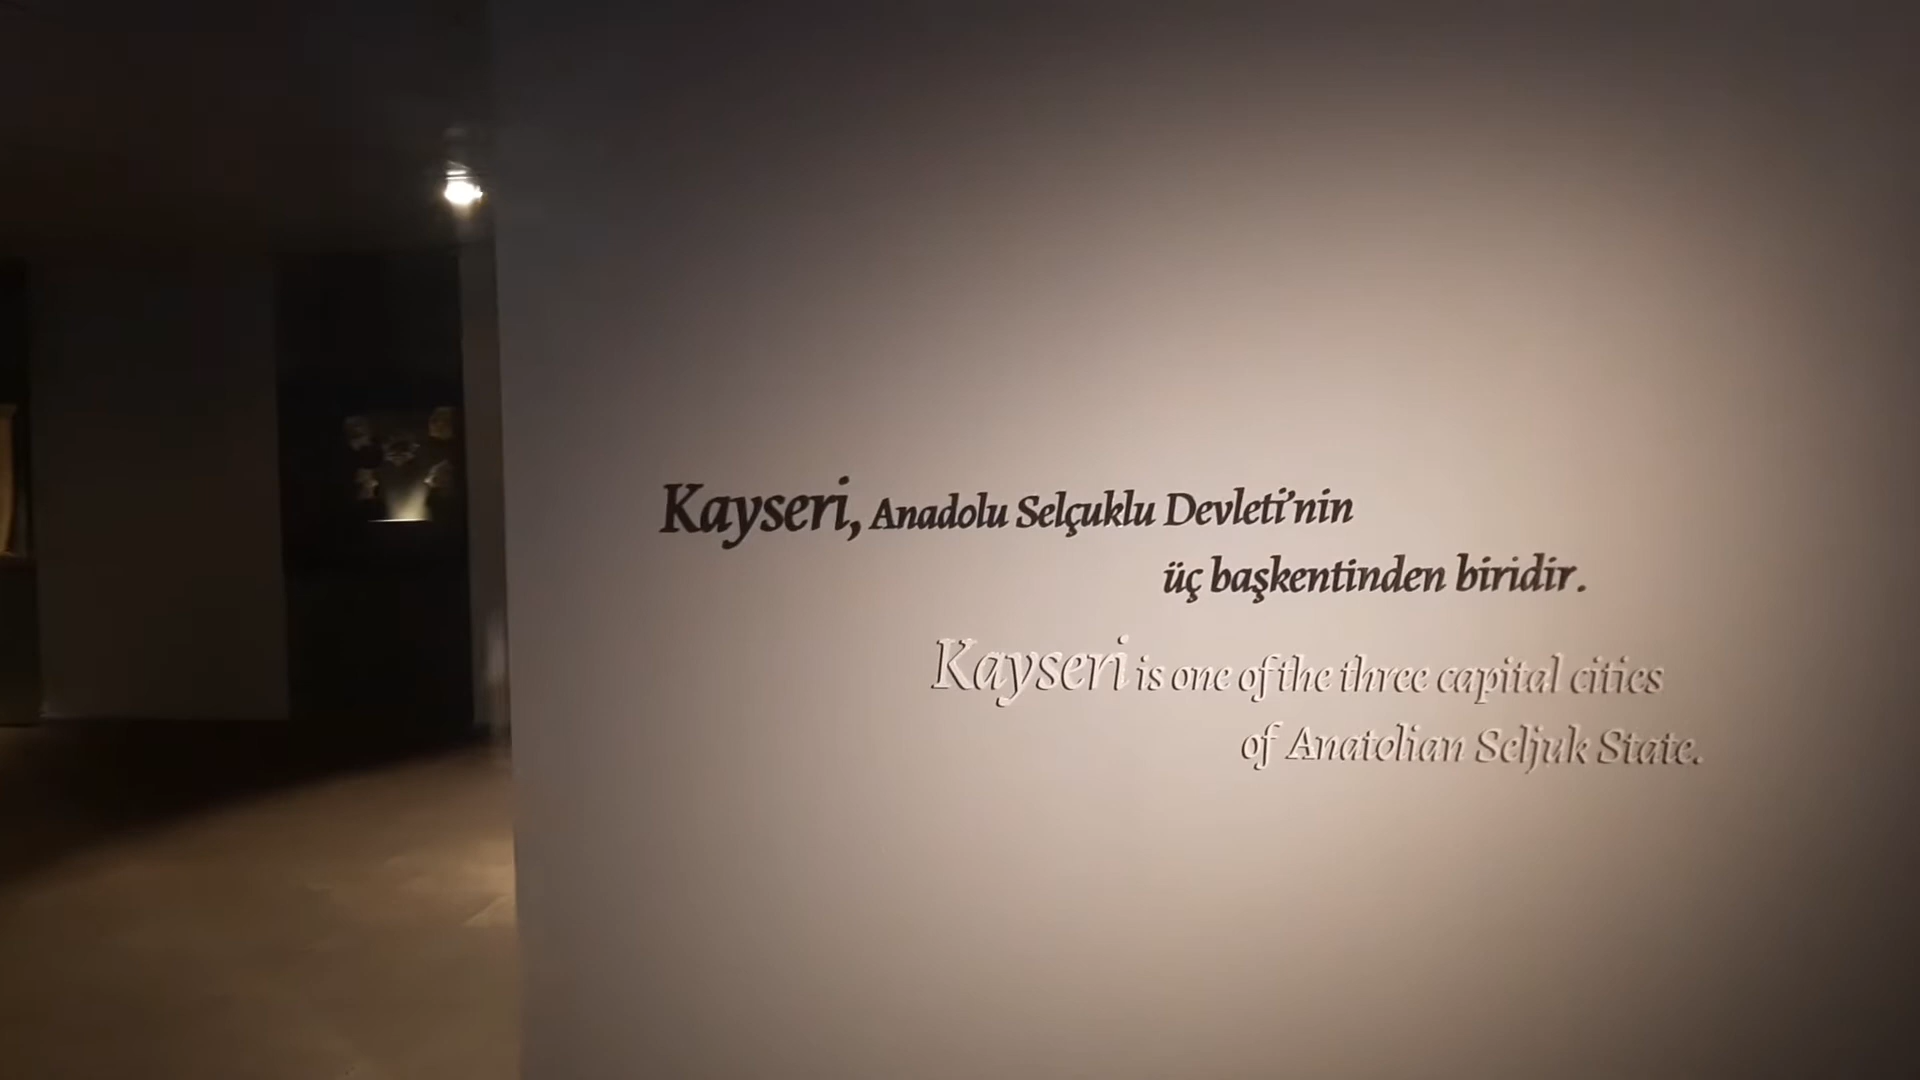 Kayseri, Anadolu Selçuklu Devleti’nin
üç başkentinden biridir.
Kayseri is one of the three capital cities
of Anatolian Seljuk State.